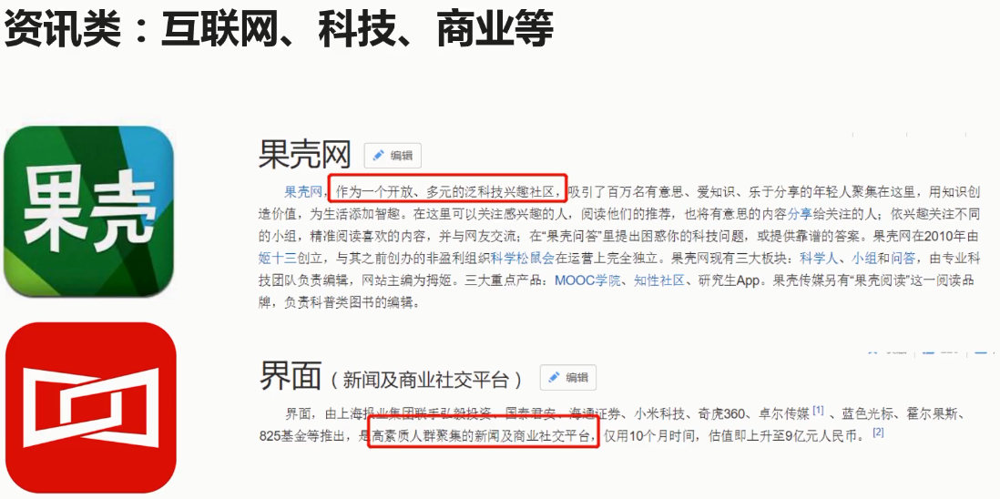 资讯类：互联网、科技、商业等
果壳
果壳网
编辑
果壳网，作为一个开放、多元的泛科技兴趣社区，吸引了百万名有意思、爱知识、乐于分享的年轻人聚集在这里，用知识创
造价值，为生活添加智趣。在这里可以关注感兴趣的人，阅读他们的推荐，也将有意思的内容分享给关注的人；依兴趣关注不同
的小组，精准阅读喜欢的内容，并与网友交流；在“果壳问答”里提出困惑你的科技问题，或提供靠谱的答案。果壳网在2010年由
姬十三创立，与其之前创办的非盈利组织科学松鼠会在运营上完全独立。果壳网现有三大板块：科学人、小组和问答，由专业科
技团队负责编辑，网站主编为拇姬。三大重点产品：MOOC学院、知性社区、研究生App。果壳传媒另有“果壳阅读”这一阅读品
牌，负责科普类图书的编辑。
界面（新闻及商业社交平台）
编辑
界面，由上海报业集团联手弘毅投资、国泰君安、海通证券、小米科技、奇虎360、卓尔传媒 [1] 、蓝色光标、霍尔果斯、
825基金等推出，是高素质人群聚集的新闻及商业社交平台，仅用10个月时间，估值即上升至9亿元人民币。 [2]